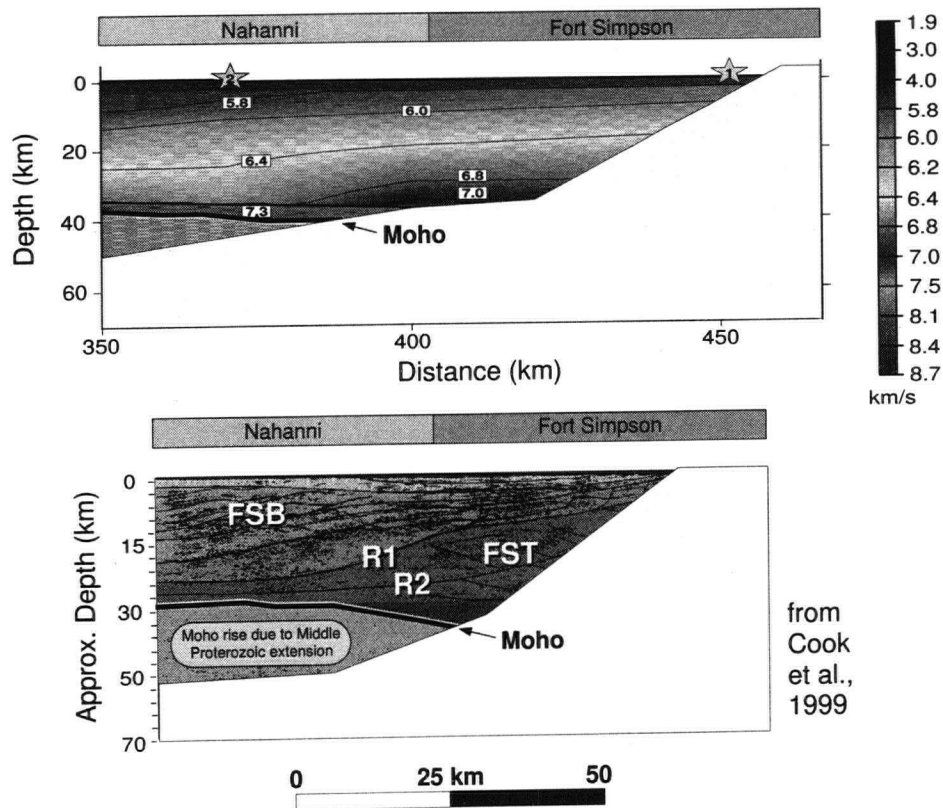 Nahanni Fort Simpson
1.9
3.0
4.0
5.8
6.0
6.2
6.4
6.8
7.0
7.5
8.1
8.4
8.7
km/s
2 1
0
20
40
60
Depth (km)
5.8
6.0
6.4
6.8
7.0
7.3
Moho
350 400 450
Distance (km)
Nahanni Fort Simpson
0
15
30
50
70
Approx. Depth (km)
FSB
R1
FST
R2
Moho
Moho rise due to Middle
Proterozoic extension
from
Cook
et al.,
1999
0 25 km 50